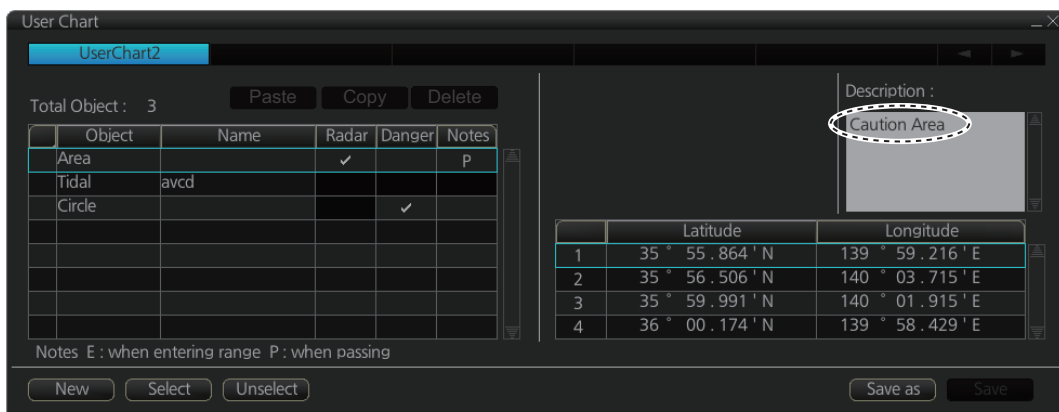 User Chart
UserChart2
Total Object : 3
Paste Copy Delete
Object Name Radar Danger Notes
Area ✓ P
Tidal avcd
Circle ✓
Notes E : when entering range P : when passing
New Select Unselect
Description :
Caution Area
Latitude Longitude
1 35 ° 55 . 864 ' N 139 ° 59 . 216 ' E
2 35 ° 56 . 506 ' N 140 ° 03 . 715 ' E
3 35 ° 59 . 991 ' N 140 ° 01 . 915 ' E
4 36 ° 00 . 174 ' N 139 ° 58 . 429 ' E
Save as Save